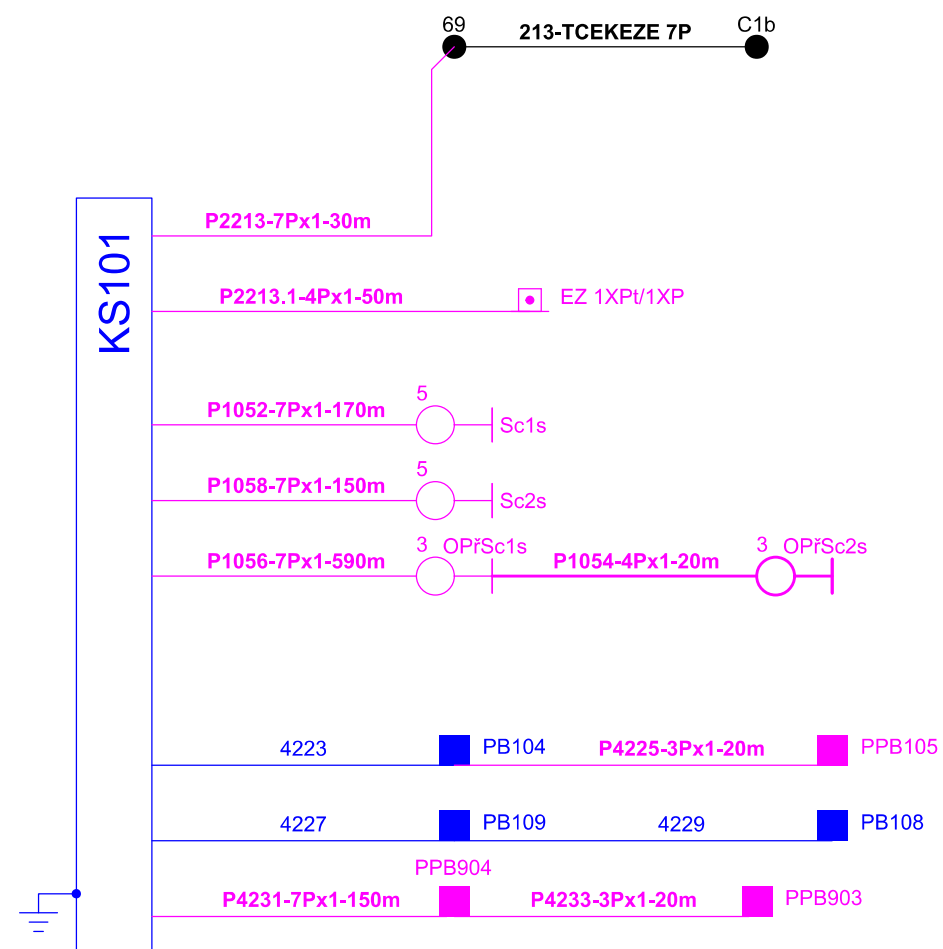 69
213-TCEKEZE 7P
C1b
P2213-7Px1-30m
KS101
P2213.1-4Px1-50m
EZ 1XPt/1XP
5
P1052-7Px1-170m
Sc1s
5
P1058-7Px1-150m
Sc2s
3 OPřSc1s
P1056-7Px1-590m
P1054-4Px1-20m
3 OPřSc2s
4223
PB104
P4225-3Px1-20m
PPB105
4227
PB109
4229
PB108
PPB904
P4231-7Px1-150m
P4233-3Px1-20m
PPB903